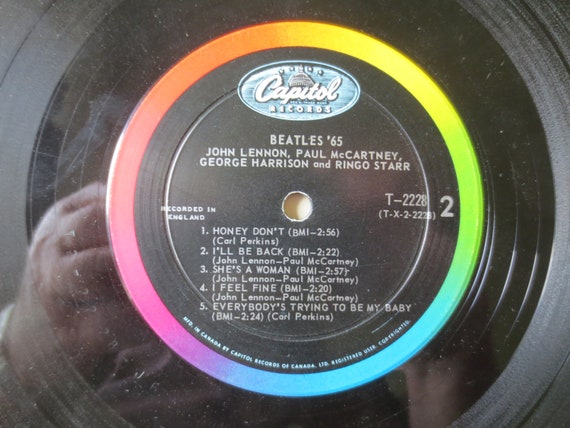 Capitol
RECORDS
BEATLES '65
JOHN LENNON, PAUL McCARTNEY,
GEORGE HARRISON and RINGO STARR
T-2228
(T-X-2-2228)
2
RECORDED IN
ENGLAND
1. HONEY DON'T (BMI-2:56)
(Carl Perkins)
2. I'LL BE BACK (BMI-2:22)
(John Lennon-Paul McCartney)
3. SHE'S A WOMAN (BMI-2:57)
(John Lennon-Paul McCartney)
4. I FEEL FINE (BMI-2:20)
(John Lennon-Paul McCartney)
5. EVERYBODY'S TRYING TO BE MY BABY
(BMI-2:24) (Carl Perkins)
MFD. IN CANADA BY CAPITOL RECORDS OF CANADA, LTD. REGISTERED USER. COPYRIGHTED.